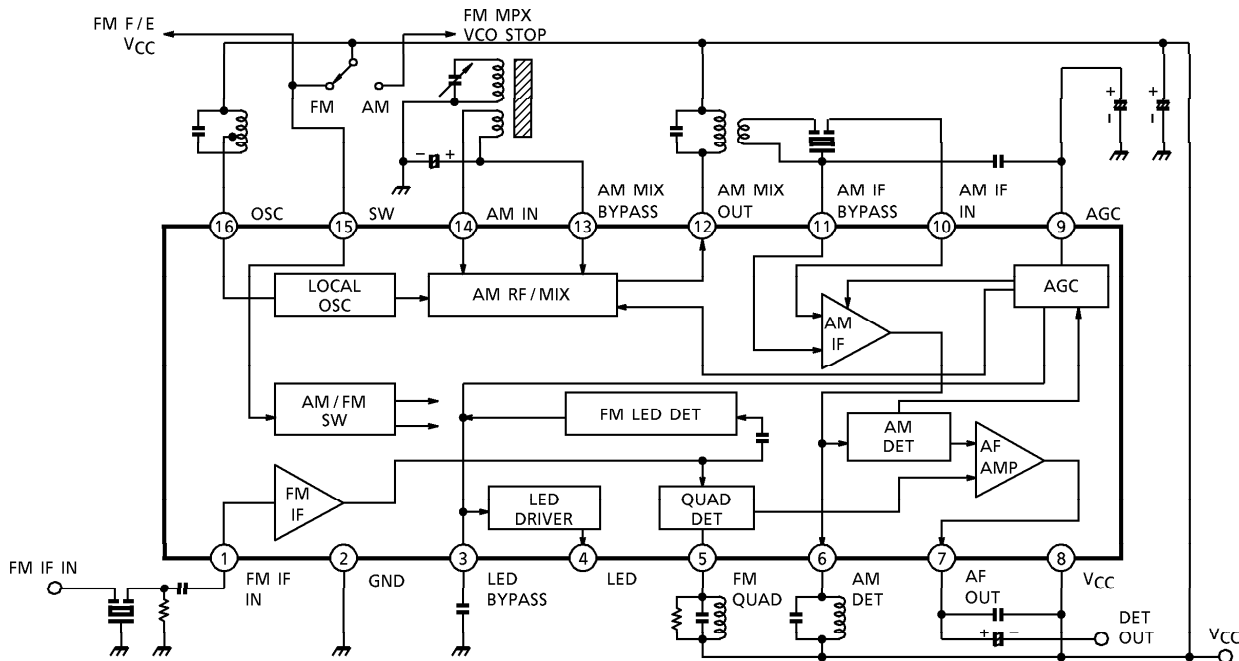 FM F/E
VCC
FM MPX
VCO STOP
FM
AM
+
-
+
-
-
+
16
OSC
15
SW
14
AM IN
13
AM MIX
BYPASS
12
AM MIX
OUT
11
AM IF
BYPASS
10
AM IF
IN
9
AGC
LOCAL
OSC
AM RF/MIX
AM
IF
AGC
AM/FM
SW
FM LED DET
AM
DET
AF
AMP
FM
IF
LED
DRIVER
QUAD
DET
FM IF IN
1
FM IF
IN
2
GND
3
LED
BYPASS
4
LED
5
FM
QUAD
6
AM
DET
7
AF
OUT
8
VCC
+
-
DET
OUT
VCC